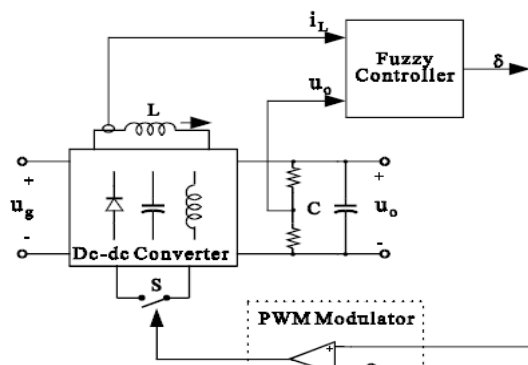 i_L
Fuzzy Controller
δ
u_o
L
+
u_g
-
Dc-dc Converter
C
+
u_o
-
S
PWM Modulator
+